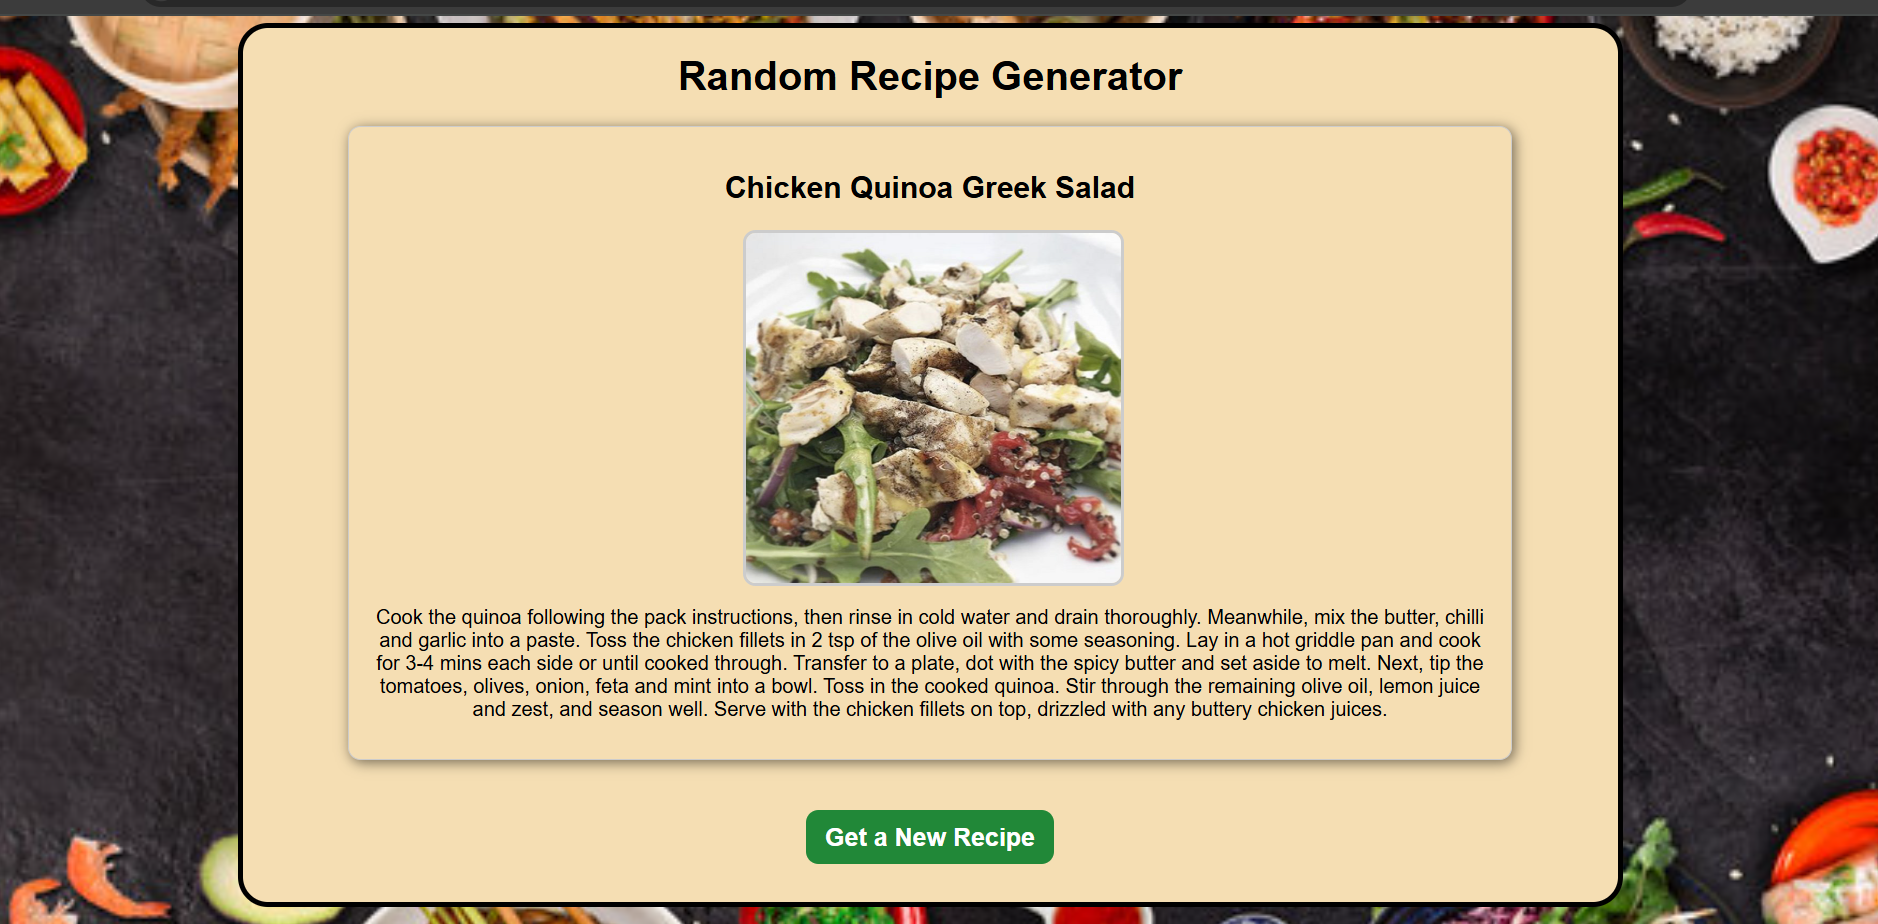 Random Recipe Generator
Chicken Quinoa Greek Salad
Cook the quinoa following the pack instructions, then rinse in cold water and drain thoroughly. Meanwhile, mix the butter, chilli
and garlic into a paste. Toss the chicken fillets in 2 tsp of the olive oil with some seasoning. Lay in a hot griddle pan and cook
for 3-4 mins each side or until cooked through. Transfer to a plate, dot with the spicy butter and set aside to melt. Next, tip the
tomatoes, olives, onion, feta and mint into a bowl. Toss in the cooked quinoa. Stir through the remaining olive oil, lemon juice
and zest, and season well. Serve with the chicken fillets on top, drizzled with any buttery chicken juices.
Get a New Recipe